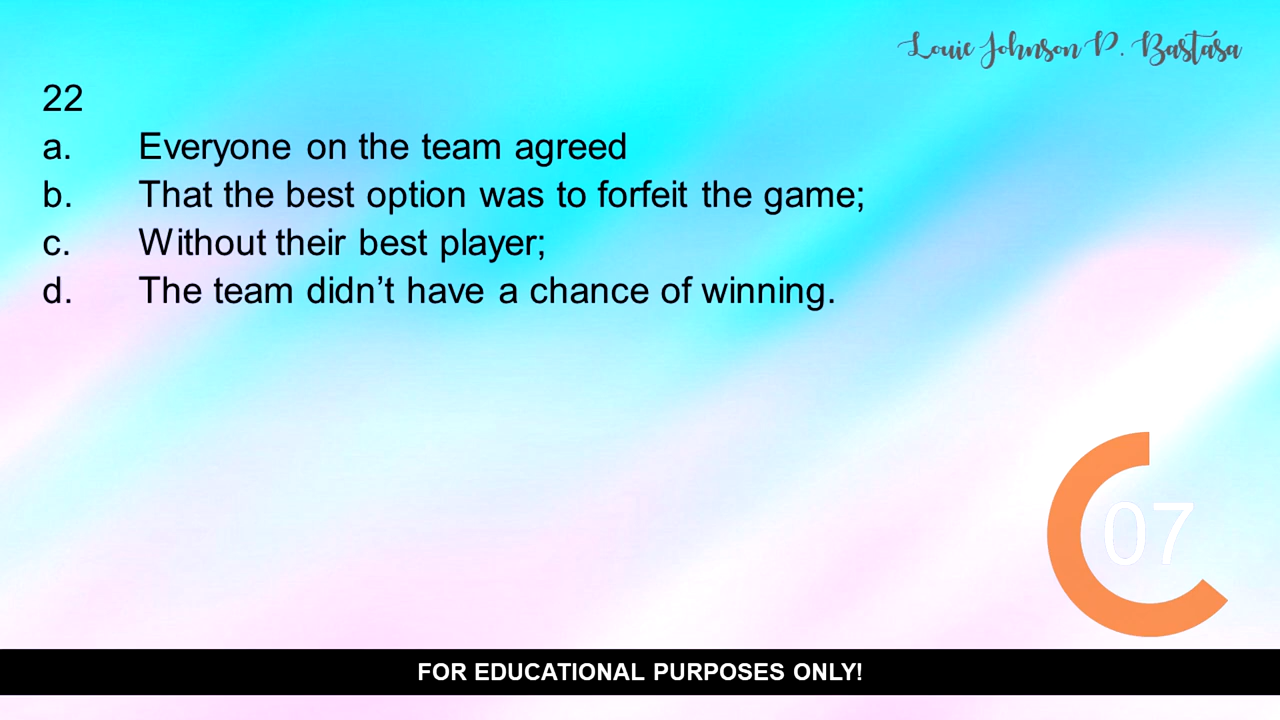 Louie Johnson P. Bastasa
22
a. Everyone on the team agreed
b. That the best option was to forfeit the game;
c. Without their best player;
d. The team didn’t have a chance of winning.
07
FOR EDUCATIONAL PURPOSES ONLY!